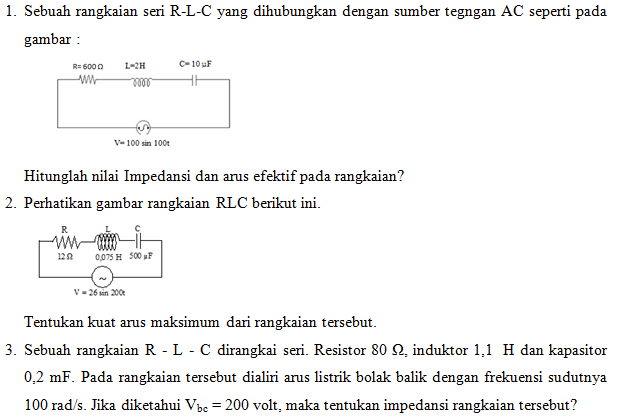 1. Sebuah rangkaian seri R-L-C yang dihubungkan dengan sumber tegngan AC seperti pada
gambar :
R= 600 Ω L=2H C= 10 μF
V= 100 sin 100t
Hitunglah nilai Impedansi dan arus efektif pada rangkaian?
2. Perhatikan gambar rangkaian RLC berikut ini.
R L C
12 Ω 0,075 H 500 μF
V = 26 sin 200t
Tentukan kuat arus maksimum dari rangkaian tersebut.
3. Sebuah rangkaian R - L - C dirangkai seri. Resistor 80 Ω, induktor 1,1 H dan kapasitor
0,2 mF. Pada rangkaian tersebut dialiri arus listrik bolak balik dengan frekuensi sudutnya
100 rad/s. Jika diketahui Vbc = 200 volt, maka tentukan impedansi rangkaian tersebut?